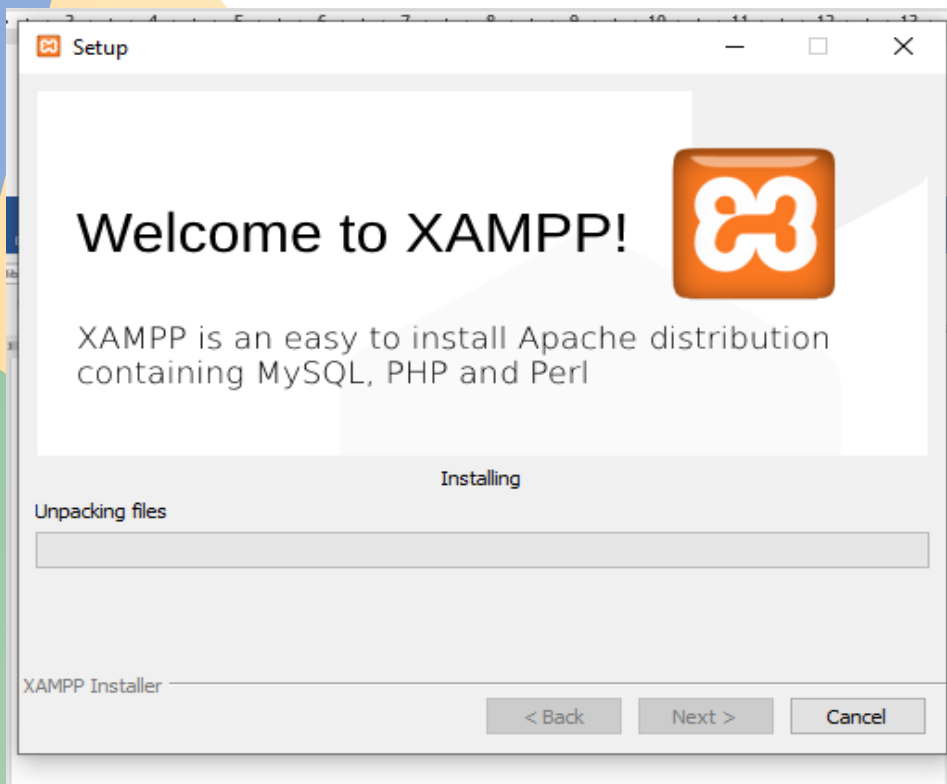 Setup
Welcome to XAMPP!
XAMPP is an easy to install Apache distribution
containing MySQL, PHP and Perl
Installing
Unpacking files
XAMPP Installer
< Back
Next >
Cancel